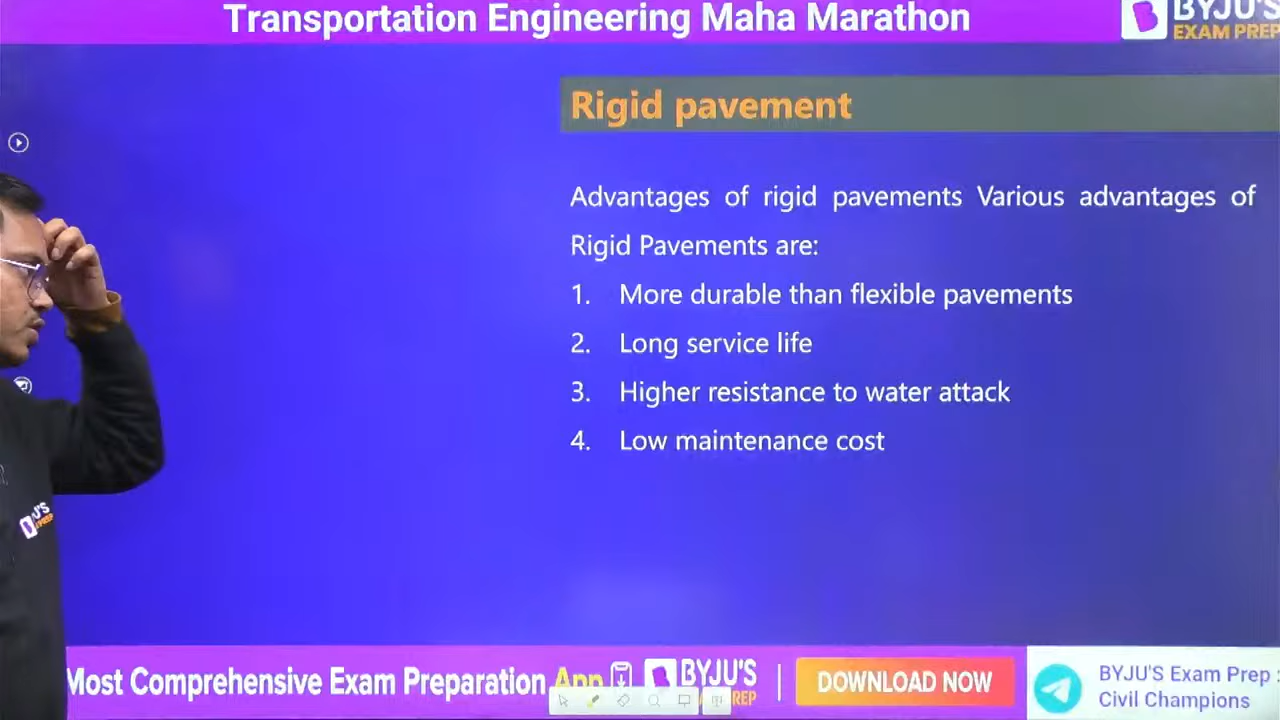 Transportation Engineering Maha Marathon
BYJU'S
EXAM PREP
Rigid pavement
Advantages of rigid pavements Various advantages of
Rigid Pavements are:
1. More durable than flexible pavements
2. Long service life
3. Higher resistance to water attack
4. Low maintenance cost
Most Comprehensive Exam Preparation App
BYJU'S
DOWNLOAD NOW
BYJU'S Exam Prep :
Civil Champions